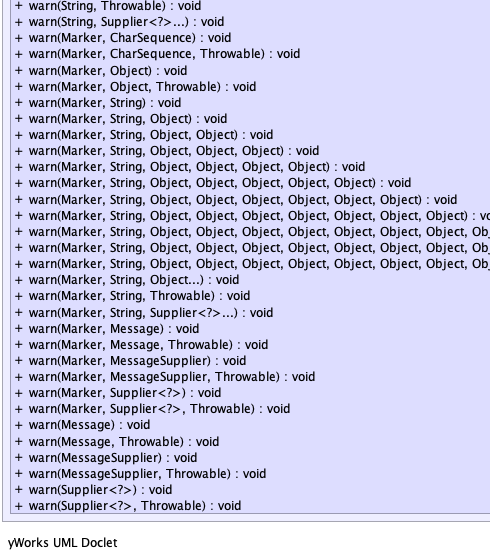 + warn(String, Throwable) : void
+ warn(String, Supplier<?>...) : void
+ warn(Marker, CharSequence) : void
+ warn(Marker, CharSequence, Throwable) : void
+ warn(Marker, Object) : void
+ warn(Marker, Object, Throwable) : void
+ warn(Marker, String) : void
+ warn(Marker, String, Object) : void
+ warn(Marker, String, Object, Object) : void
+ warn(Marker, String, Object, Object, Object) : void
+ warn(Marker, String, Object, Object, Object, Object) : void
+ warn(Marker, String, Object, Object, Object, Object, Object) : void
+ warn(Marker, String, Object, Object, Object, Object, Object, Object) : void
+ warn(Marker, String, Object, Object, Object, Object, Object, Object, Object) : vo
+ warn(Marker, String, Object, Object, Object, Object, Object, Object, Object, Obj
+ warn(Marker, String, Object, Object, Object, Object, Object, Object, Object, Obj
+ warn(Marker, String, Object, Object, Object, Object, Object, Object, Object, Obj
+ warn(Marker, String, Object...) : void
+ warn(Marker, String, Throwable) : void
+ warn(Marker, String, Supplier<?>...) : void
+ warn(Marker, Message) : void
+ warn(Marker, Message, Throwable) : void
+ warn(Marker, MessageSupplier) : void
+ warn(Marker, MessageSupplier, Throwable) : void
+ warn(Marker, Supplier<?>) : void
+ warn(Marker, Supplier<?>, Throwable) : void
+ warn(Message) : void
+ warn(Message, Throwable) : void
+ warn(MessageSupplier) : void
+ warn(MessageSupplier, Throwable) : void
+ warn(Supplier<?>) : void
+ warn(Supplier<?>, Throwable) : void
yWorks UML Doclet